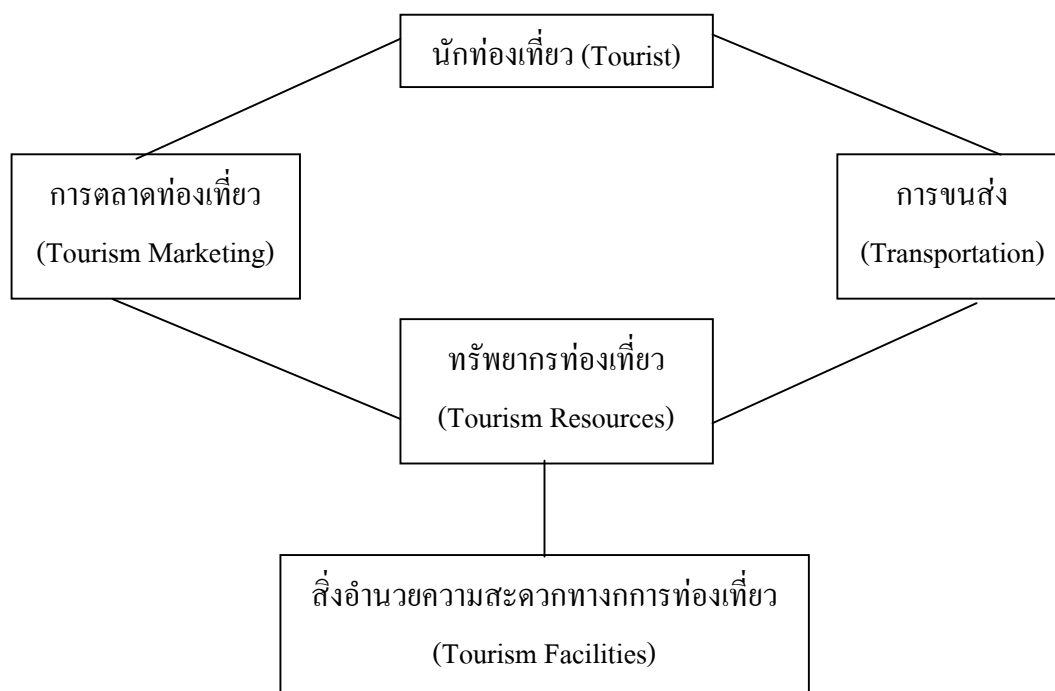 นักท่องเที่ยว (Tourist)
การตลาดท่องเที่ยว
(Tourism Marketing)
การขนส่ง
(Transportation)
ทรัพยากรท่องเที่ยว
(Tourism Resources)
สิ่งอำนวยความสะดวกทางกการท่องเที่ยว
(Tourism Facilities)